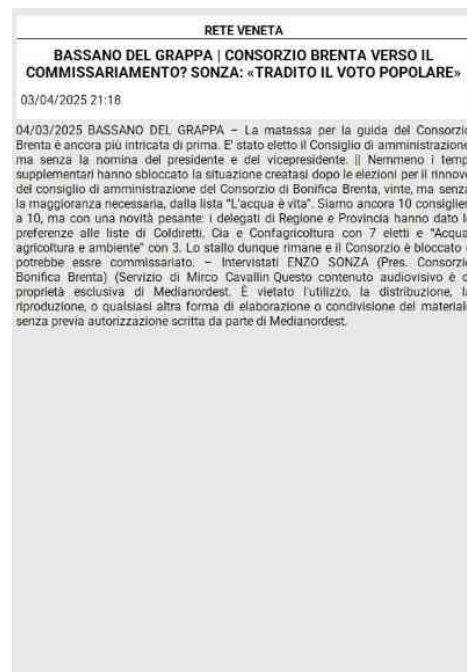 RETE VENETA
BASSANO DEL GRAPPA | CONSORZIO BRENTA VERSO IL
COMMISSARIAMENTO? SONZA: «TRADITO IL VOTO POPOLARE»
03/04/2025 21:18
04/03/2025 BASSANO DEL GRAPPA – La matassa per la guida del Consorzio
Brenta è ancora più intricata di prima. E' stato eletto il Consiglio di amministrazione
ma senza la nomina del presidente e del vicepresidente. || Nemmeno i temp
supplementari hanno sbloccato la situazione creatasi dopo le elezioni per il rinnov
del consiglio di amministrazione del Consorzio di Bonifica Brenta, vinte, ma senz
la maggioranza necessaria, dalla lista "L'acqua è vita". Siamo ancora 10 consiglier
a 10, ma con una novità pesante: i delegati di Regione e Provincia hanno dato l
preferenze alle liste di Coldiretti, Cia e Confagricoltura con 7 eletti e "Acqua
agricoltura e ambiente" con 3. Lo stallo dunque rimane e il Consorzio è bloccato
potrebbe essre commissariato. – Intervistati ENZO SONZA (Pres. Consorzi
Bonifica Brenta) (Servizio di Mirco Cavallin Questo contenuto audiovisivo è d
proprietà esclusiva di Medianordest. È vietato l'utilizzo, la distribuzione, l
riproduzione, o qualsiasi altra forma di elaborazione o condivisione del material
senza previa autorizzazione scritta da parte di Medianordest.